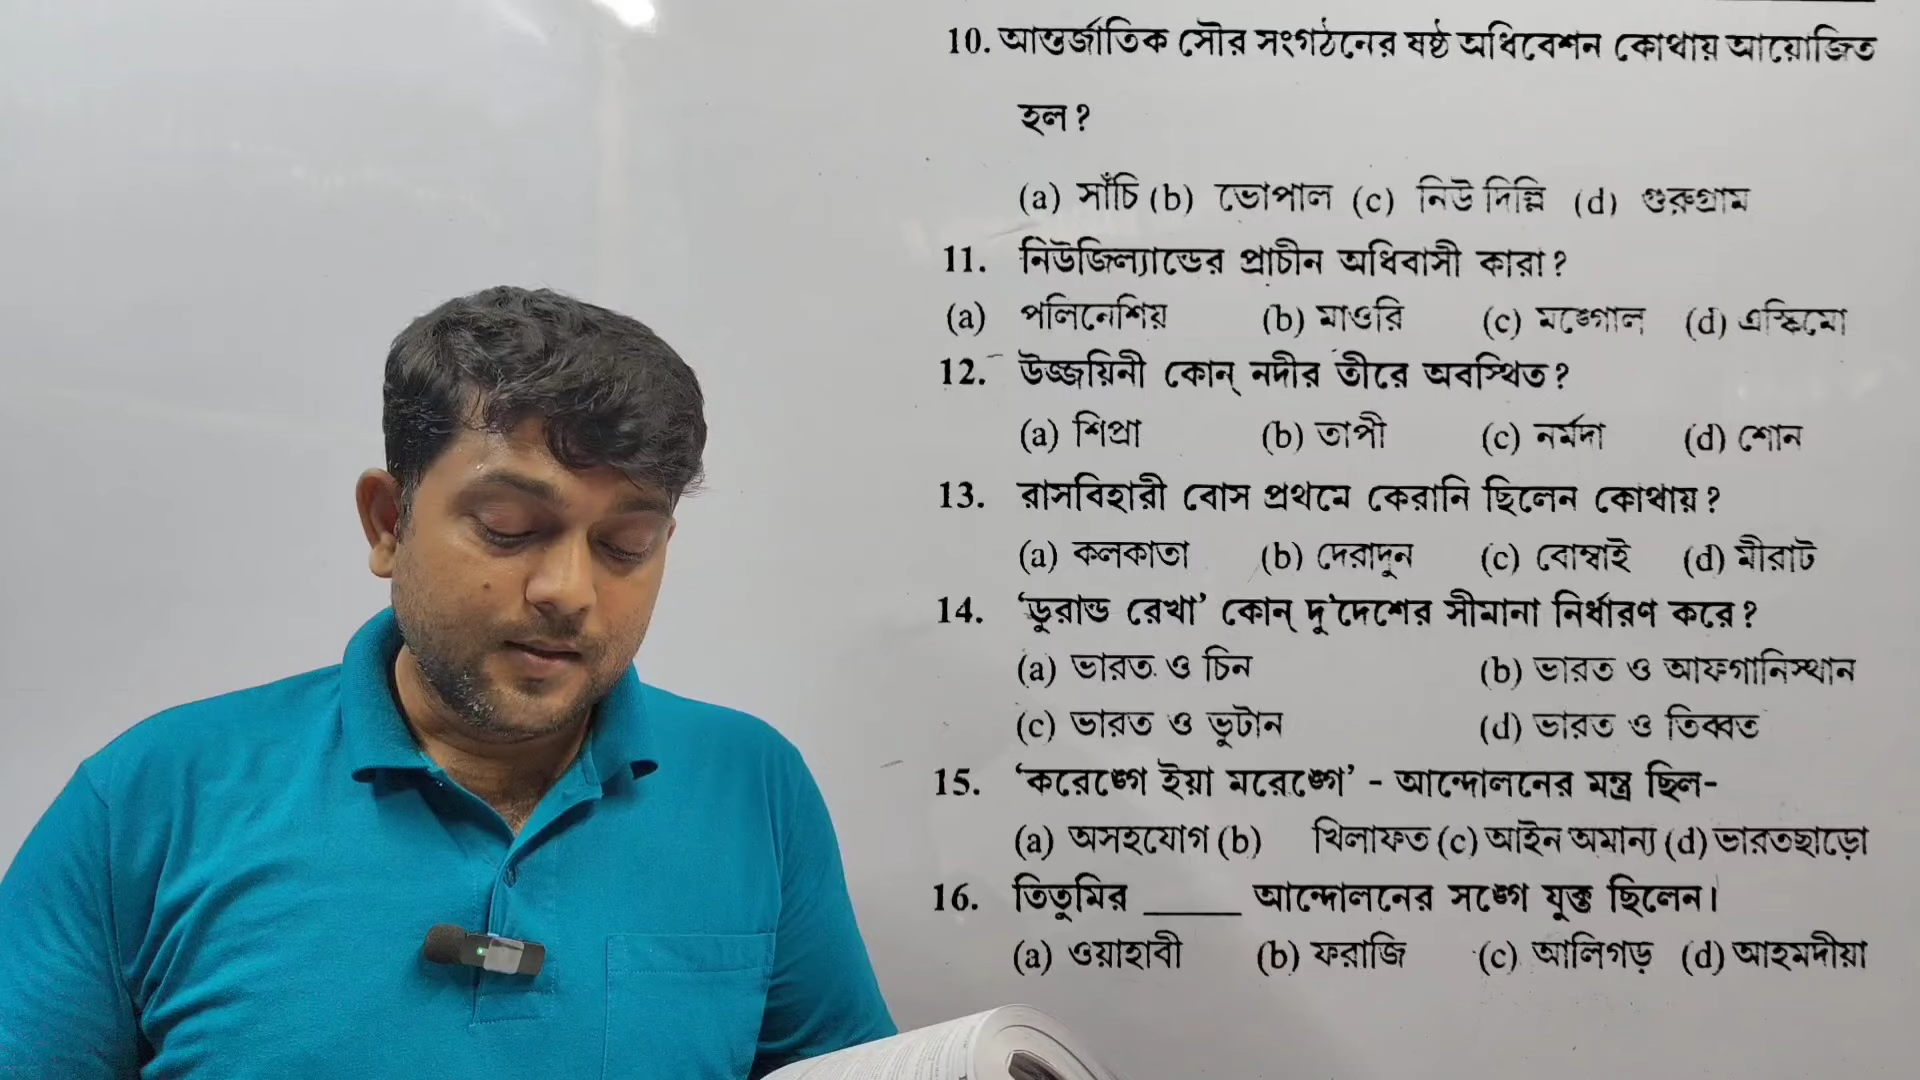 10. আন্তর্জাতিক সৌর সংগঠনের ষষ্ঠ অধিবেশন কোথায় আয়োজিত
হল?
(a) সাঁচি (b) ভোপাল (c) নিউ দিল্লি (d) গুরুগ্রাম
11. নিউজিল্যান্ডের প্রাচীন অধিবাসী কারা?
(a) পলিনেশিয় (b) মাওরি (c) মঙ্গোল (d) এস্কিমো
12. উজ্জয়িনী কোন্ নদীর তীরে অবস্থিত?
(a) শিপ্রা (b) তাপী (c) নর্মদা (d) শোন
13. রাসবিহারী বোস প্রথমে কেরানি ছিলেন কোথায়?
(a) কলকাতা (b) দেরাদুন (c) বোম্বাই (d) মীরাট
14. ‘ডুরান্ড রেখা’ কোন্ দু’দেশের সীমানা নির্ধারণ করে?
(a) ভারত ও চিন (b) ভারত ও আফগানিস্থান
(c) ভারত ও ভুটান (d) ভারত ও তিব্বত
15. ‘করেঙ্গে ইয়া মরেঙ্গে’ - আন্দোলনের মন্ত্র ছিল-
(a) অসহযোগ (b) খিলাফত (c) আইন অমান্য (d) ভারতছাড়ো
16. তিতুমির _____ আন্দোলনের সঙ্গে যুক্ত ছিলেন।
(a) ওয়াহাবী (b) ফরাজি (c) আলিগড় (d) আহমদীয়া